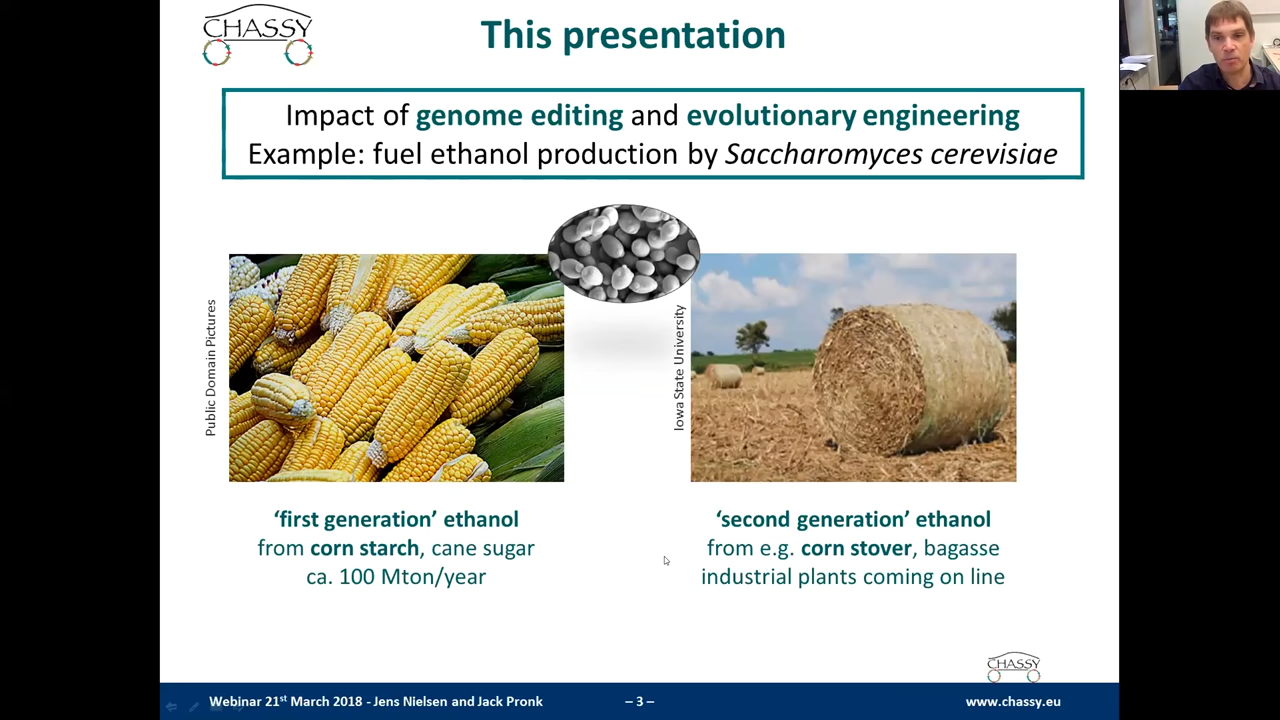 CHASSY
This presentation
Impact of genome editing and evolutionary engineering
Example: fuel ethanol production by Saccharomyces cerevisiae
Public Domain Pictures
Iowa State University
‘first generation’ ethanol
from corn starch, cane sugar
ca. 100 Mton/year
‘second generation’ ethanol
from e.g. corn stover, bagasse
industrial plants coming on line
CHASSY
Webinar 21st March 2018 - Jens Nielsen and Jack Pronk
– 3 –
www.chassy.eu